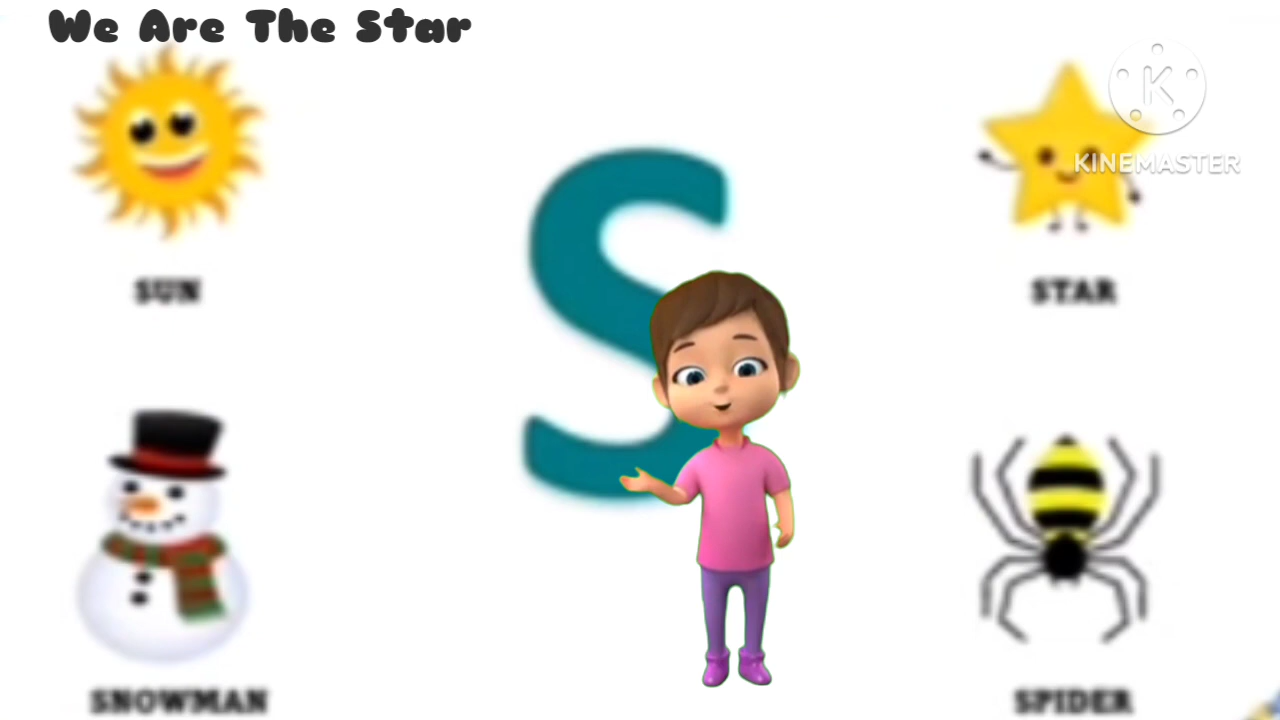 We Are The Star
K
KINEMASTER
SUN
STAR
S
SNOWMAN
SPIDER